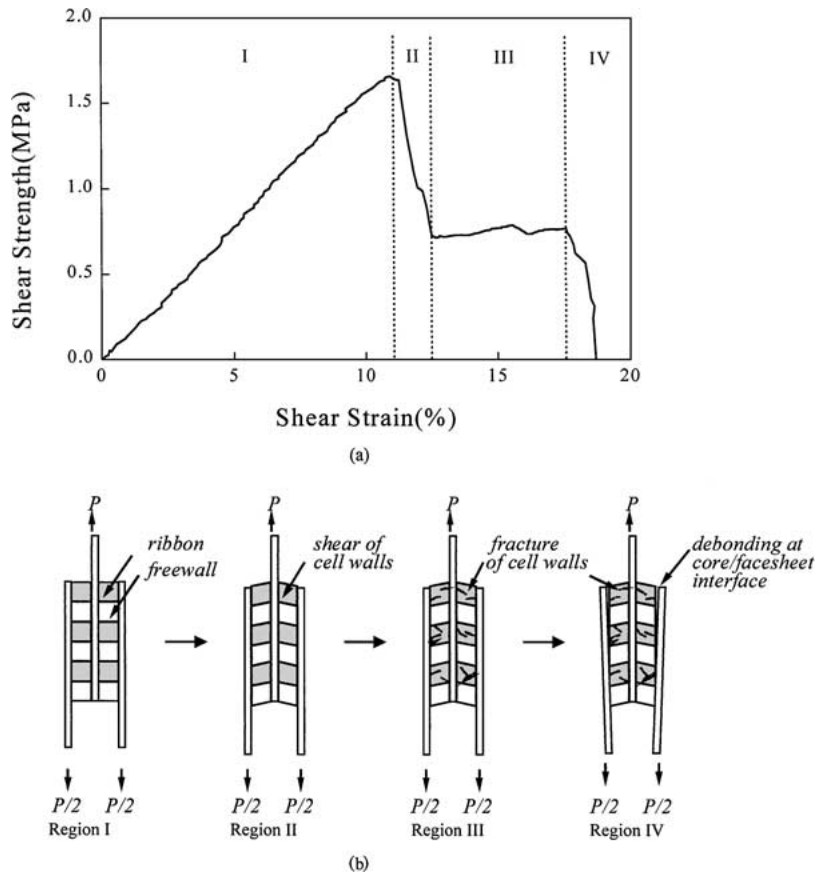 2.0
I
II
III
IV
1.5
1.0
0.5
0.0
Shear Strength(MPa)
0
5
10
15
20
Shear Strain(%)
(a)
P
P
P
P
ribbon
freewall
shear of
cell walls
fracture
of cell walls
debonding at
core/facesheet
interface
P/2 P/2
P/2 P/2
P/2 P/2
P/2 P/2
Region I
Region II
Region III
Region IV
(b)